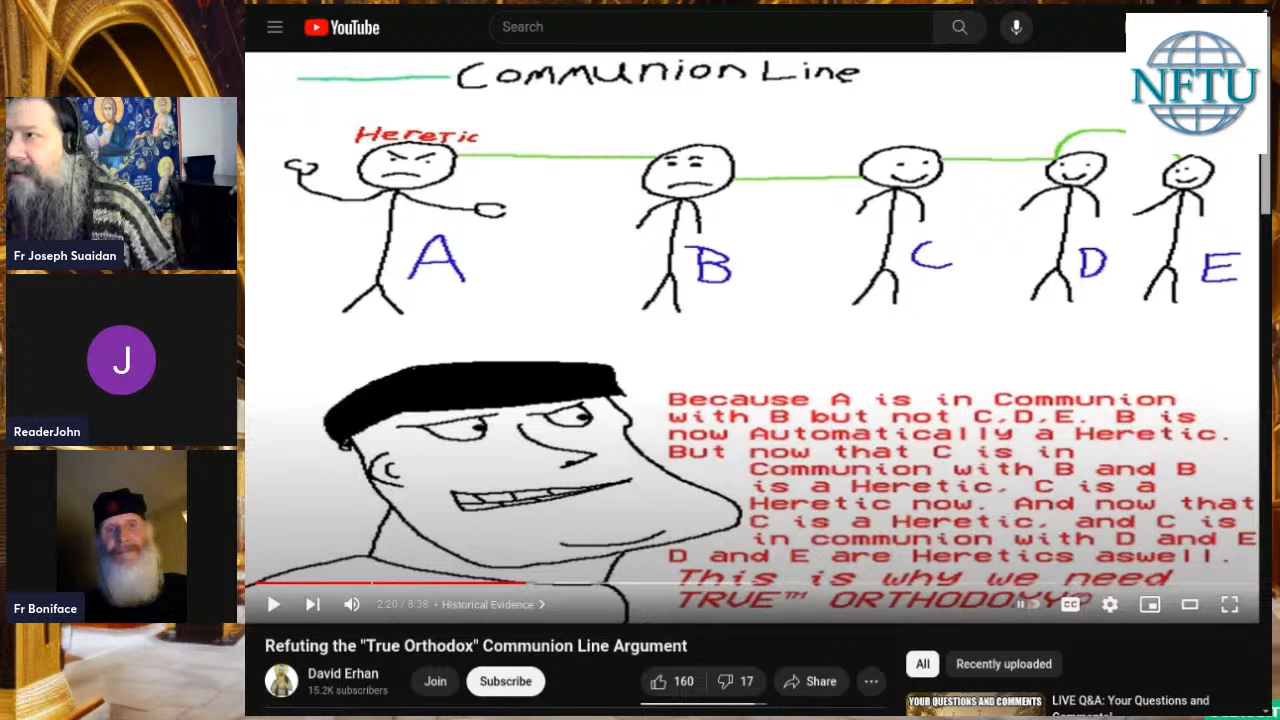 YouTube
Search
NFTU
Communion Line
Heretic
A
B
C
D
E
Because A is in Communion
with B but not C,D,E. B is
now Automatically a Heretic.
But now that C is in
Communion with B and B
is a Heretic, C is a
Heretic now. And now that
C is a Heretic, and C is
in communion with D and E
D and E are Heretics aswell.
This is why we need
TRUE™ ORTHODOXY?
2:20 / 8:38 • Historical Evidence >
CC
Refuting the "True Orthodox" Communion Line Argument
David Erhan
15.2K subscribers
Join
Subscribe
160
17
Share
All
Recently uploaded
YOUR QUESTIONS AND COMMENTS
LIVE Q&A: Your Questions and
Fr Joseph Suaidan
J
ReaderJohn
Fr Boniface